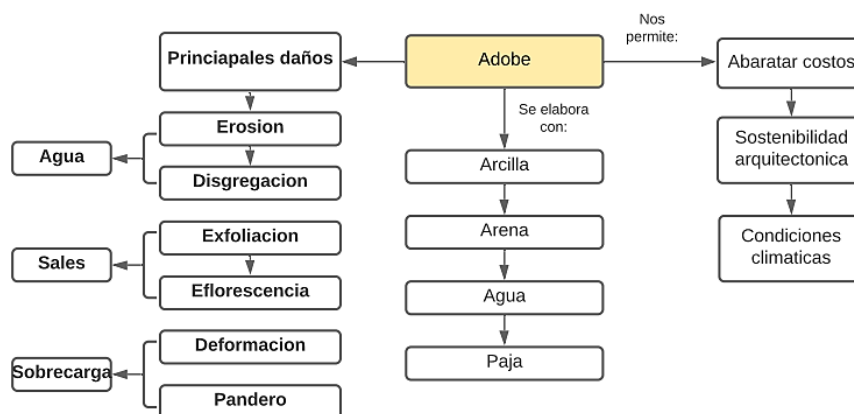 Nos
permite:
Princiapales daños
Adobe
Abaratar costos
Se elabora
con:
Erosion
Agua
Disgregacion
Arcilla
Sostenibilidad
arquitectonica
Exfoliacion
Sales
Eflorescencia
Arena
Condiciones
climaticas
Agua
Deformacion
Sobrecarga
Pandero
Paja